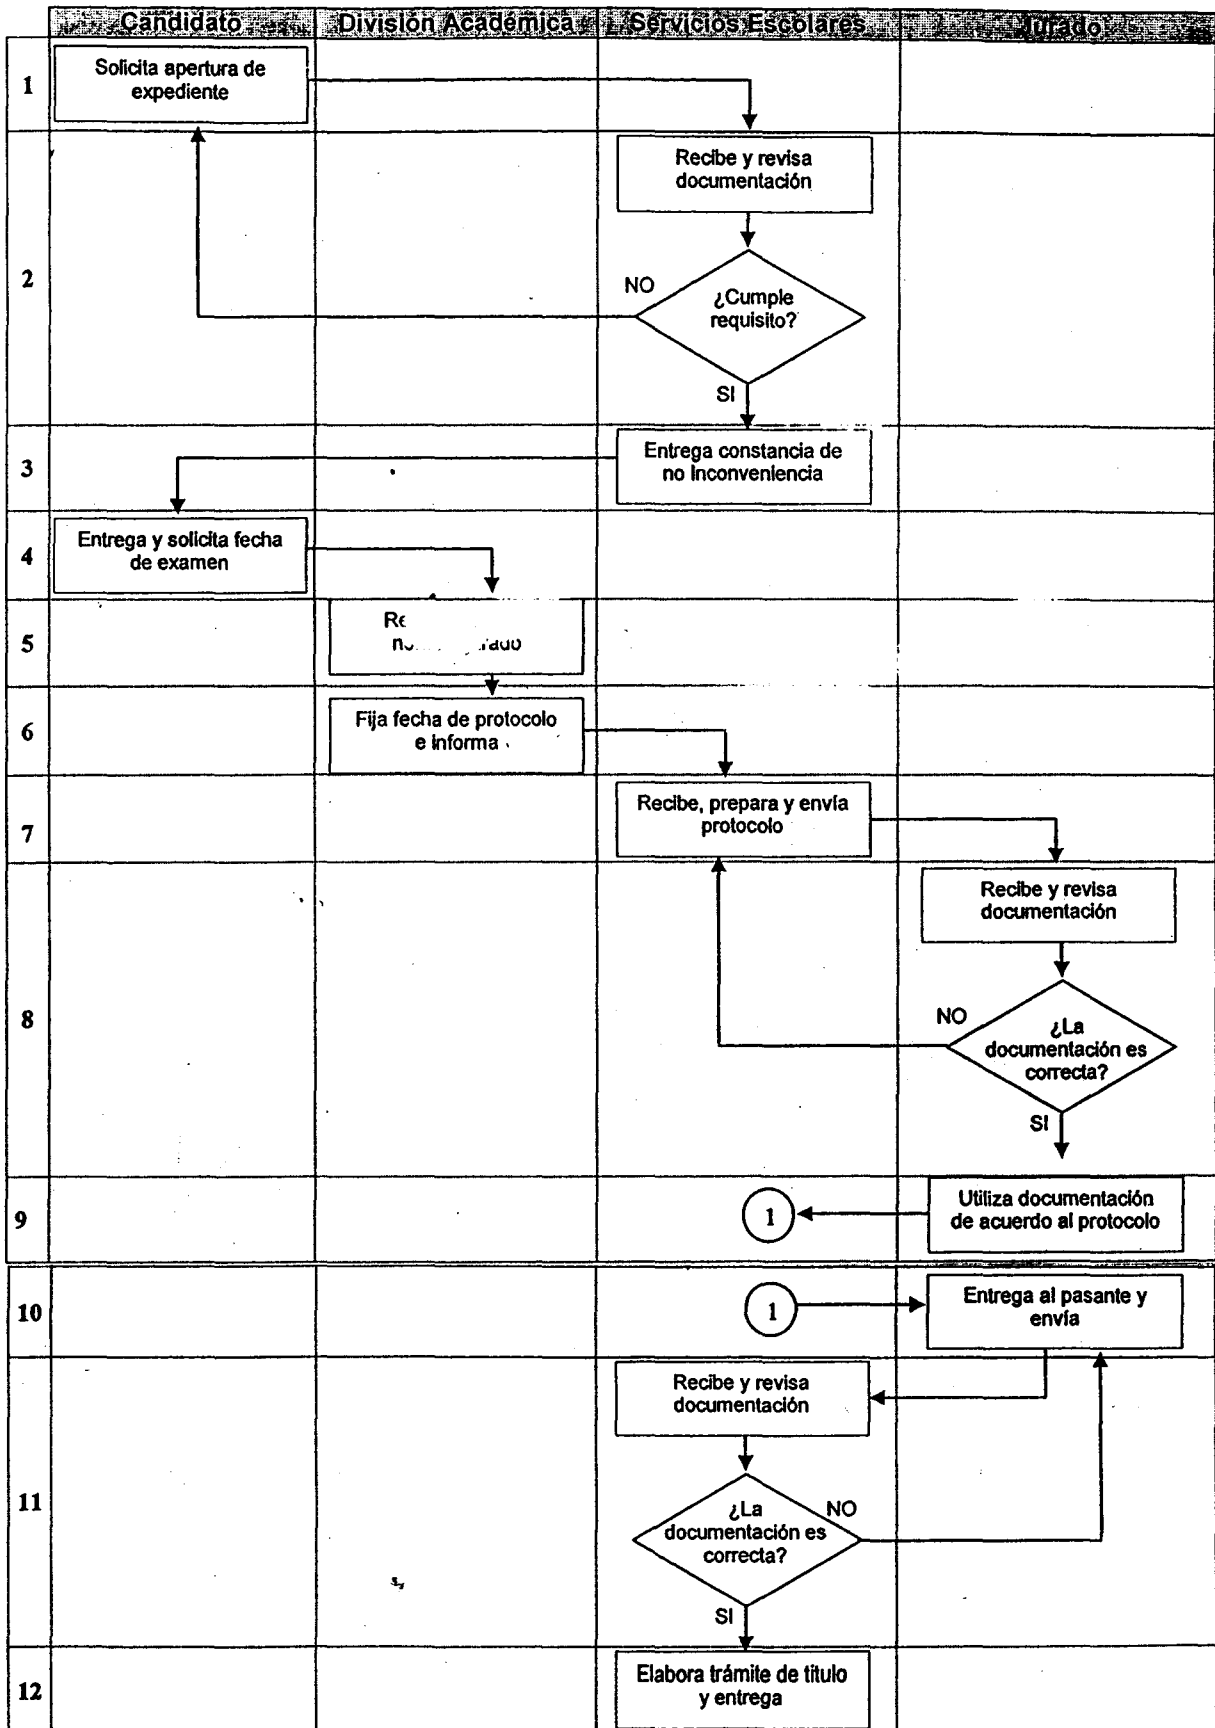 Candidato División Académica Servicios Escolares Jurado
1
Solicita apertura de
expediente
2
Recibe y revisa
documentación
¿Cumple
requisito?
NO
SI
3
Entrega constancia de
no Inconveniencia
4
Entrega y solicita fecha
de examen
5
6
Fija fecha de protocolo
e informa
7
Recibe, prepara y envía
protocolo
8
Recibe y revisa
documentación
NO
¿La
documentación es
correcta?
SI
9
1
Utiliza documentación
de acuerdo al protocolo
10
1
Entrega al pasante y
envía
11
Recibe y revisa
documentación
¿La
documentación es
correcta?
NO
SI
12
Elabora trámite de titulo
y entrega